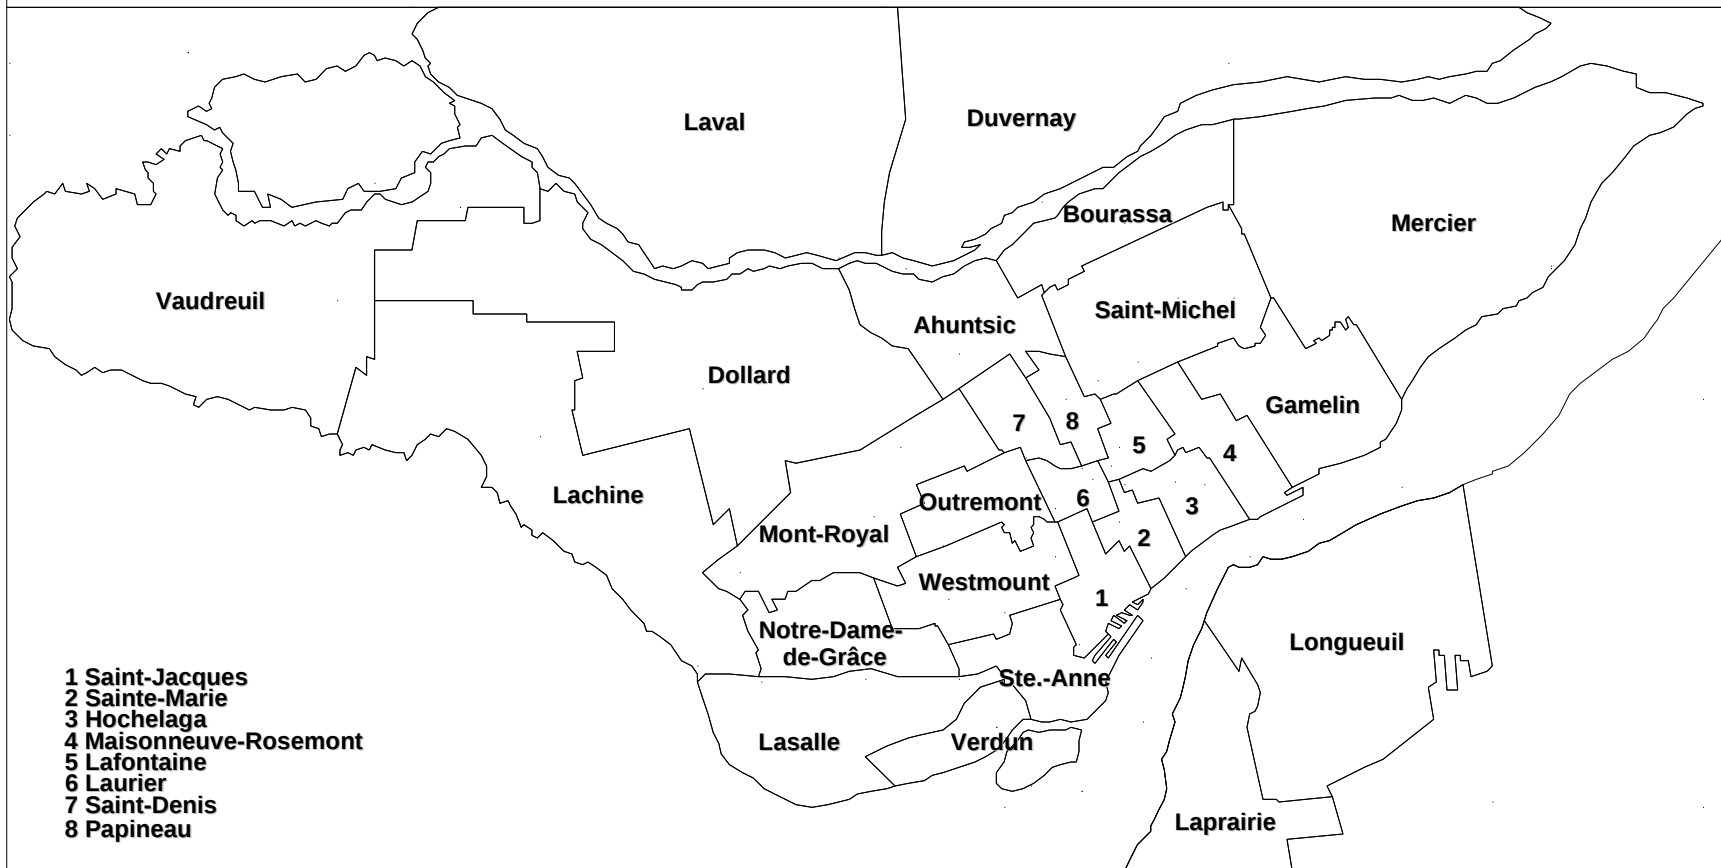 Laval
Duvernay
Bourassa
Mercier
Vaudreuil
Saint-Michel
Ahuntsic
Dollard
Gamelin
7
8
5
4
Lachine
Outremont
6
3
Mont-Royal
2
Westmount
1
Notre-Dame-
de-Grâce
Longueuil
Ste.-Anne
Lasalle
Verdun
Laprairie
1 Saint-Jacques
2 Sainte-Marie
3 Hochelaga
4 Maisonneuve-Rosemont
5 Lafontaine
6 Laurier
7 Saint-Denis
8 Papineau